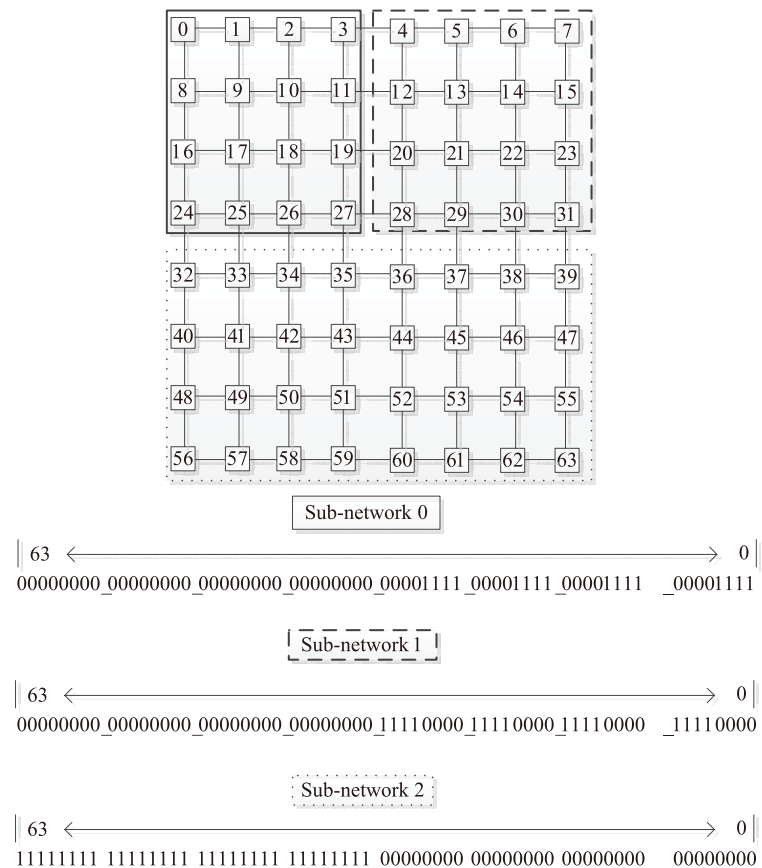 0 1 2 3 4 5 6 7
8 9 10 11 12 13 14 15
16 17 18 19 20 21 22 23
24 25 26 27 28 29 30 31
32 33 34 35 36 37 38 39
40 41 42 43 44 45 46 47
48 49 50 51 52 53 54 55
56 57 58 59 60 61 62 63
Sub-network 0
63 0
00000000_00000000_00000000_00000000_00001111_00001111_00001111 _00001111
Sub-network 1
63 0
00000000_00000000_00000000_00000000_11110000_11110000_11110000 _11110000
Sub-network 2
63 0
11111111 11111111 11111111 11111111 00000000 00000000 00000000 00000000